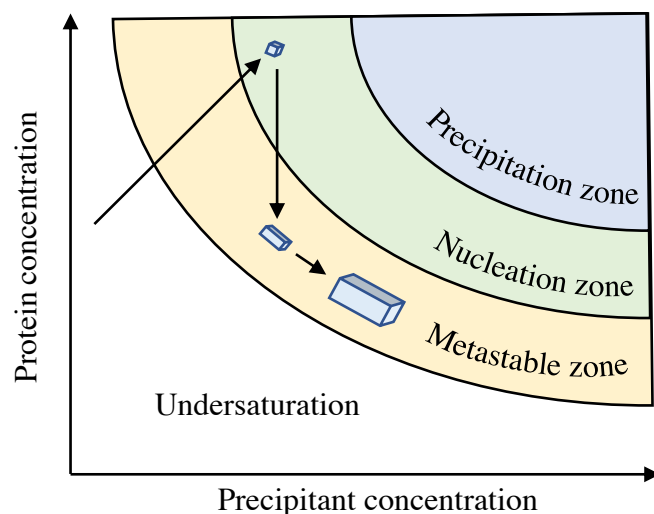 Protein concentration
Precipitation zone
Nucleation zone
Metastable zone
Undersaturation
Precipitant concentration